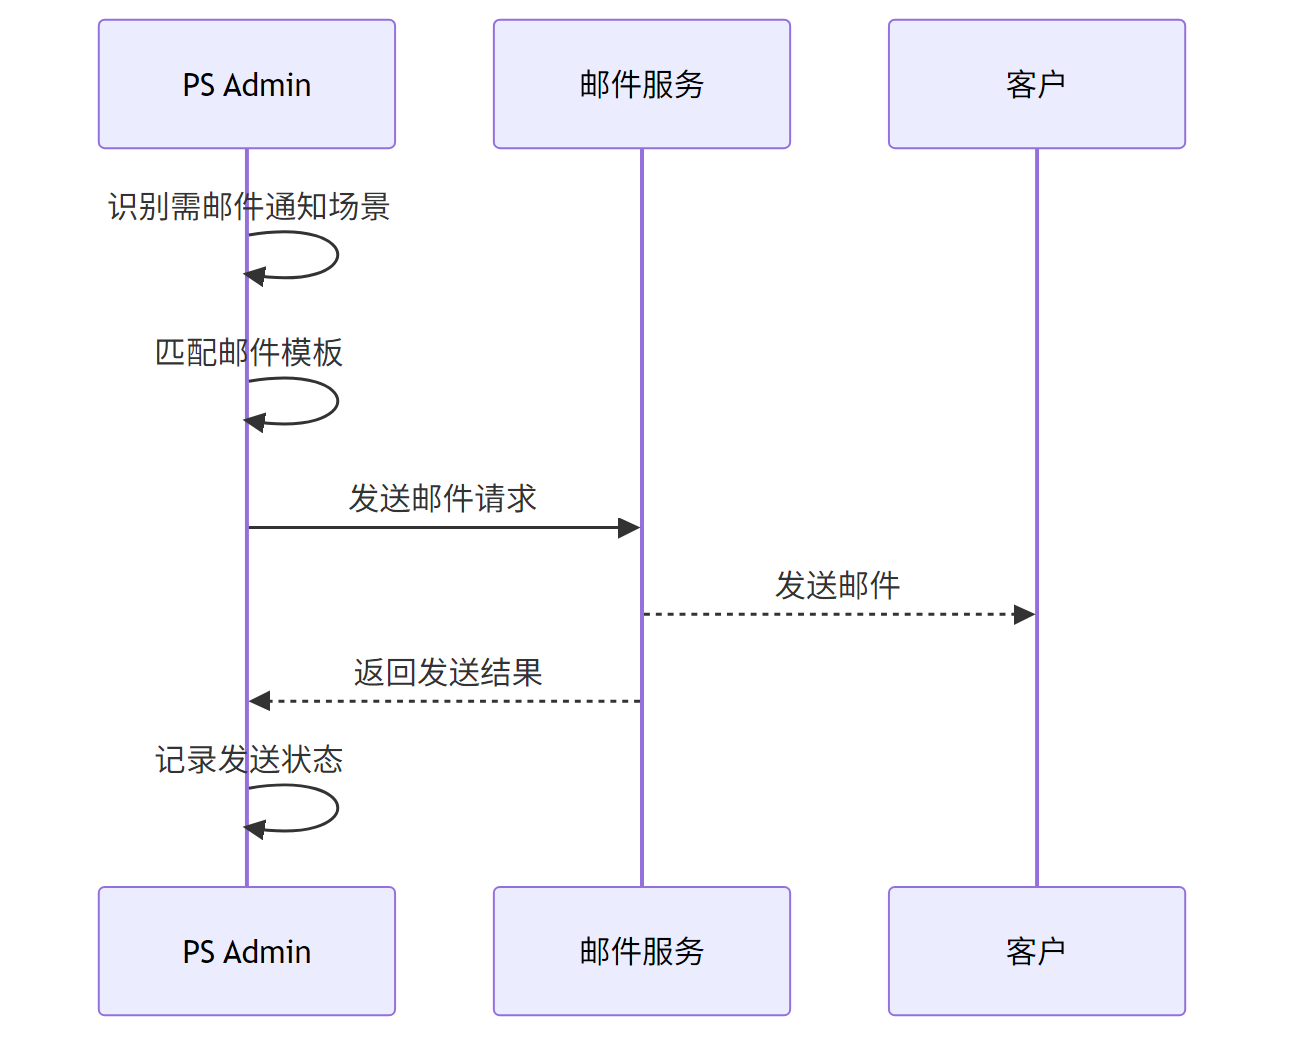 PS Admin
邮件服务
客户
识别需邮件通知场景
匹配邮件模板
发送邮件请求
发送邮件
返回发送结果
记录发送状态
PS Admin
邮件服务
客户